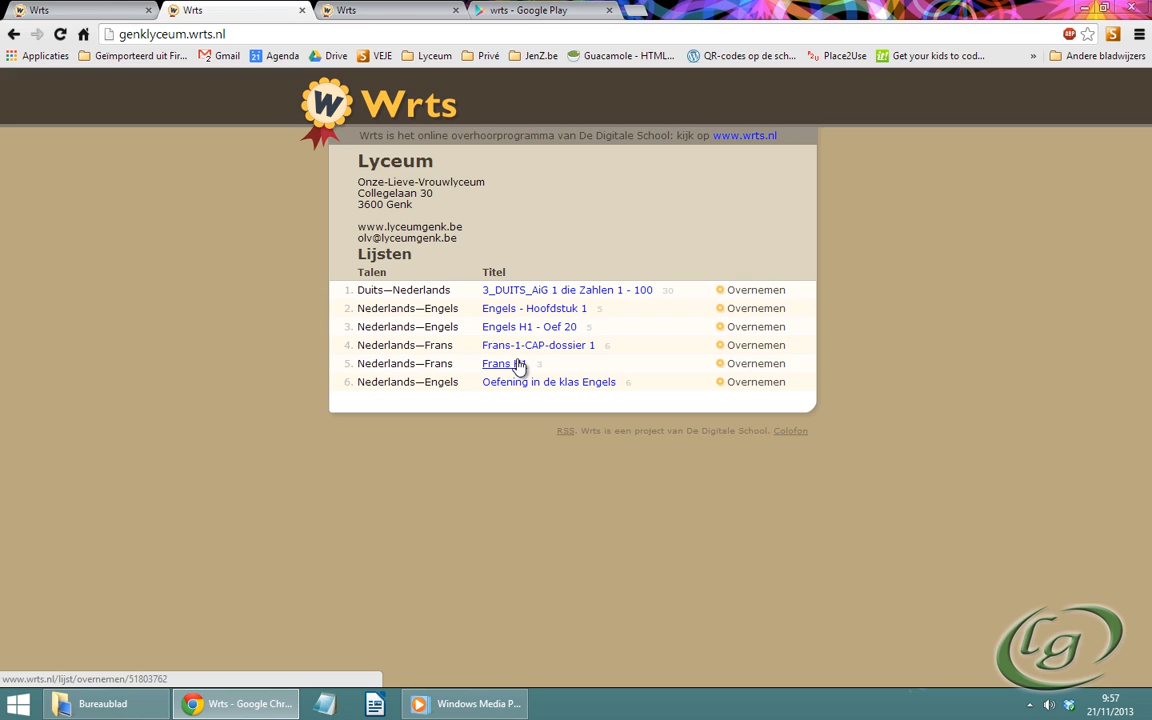 Wrts
Wrts
Wrts
wrts - Google Play
genklyceum.wrts.nl
ABP
S
Applicaties
Geïmporteerd uit Fir...
Gmail
Agenda
Drive
VEJE
Lyceum
Privé
JenZ.be
Guacamole - HTML...
QR-codes op de sch...
Place2Use
Get your kids to cod...
»
Andere bladwijzers
W Wrts
Wrts is het online overhoorprogramma van De Digitale School: kijk op www.wrts.nl
Lyceum
Onze-Lieve-Vrouwlyceum
Collegelaan 30
3600 Genk
www.lyceumgenk.be
olv@lyceumgenk.be
Lijsten
Talen Titel
1. Duits—Nederlands 3_DUITS_AiG 1 die Zahlen 1 - 100 30 Overnemen
2. Nederlands—Engels Engels - Hoofdstuk 1 5 Overnemen
3. Nederlands—Engels Engels H1 - Oef 20 5 Overnemen
4. Nederlands—Frans Frans-1-CAP-dossier 1 6 Overnemen
5. Nederlands—Frans Frans 3 Overnemen
6. Nederlands—Engels Oefening in de klas Engels 6 Overnemen
RSS. Wrts is een project van De Digitale School. Colofon
lg
www.wrts.nl/lijst/overnemen/51803762
Bureaublad
Wrts - Google Chr...
Windows Media P...
9:57
21/11/2013